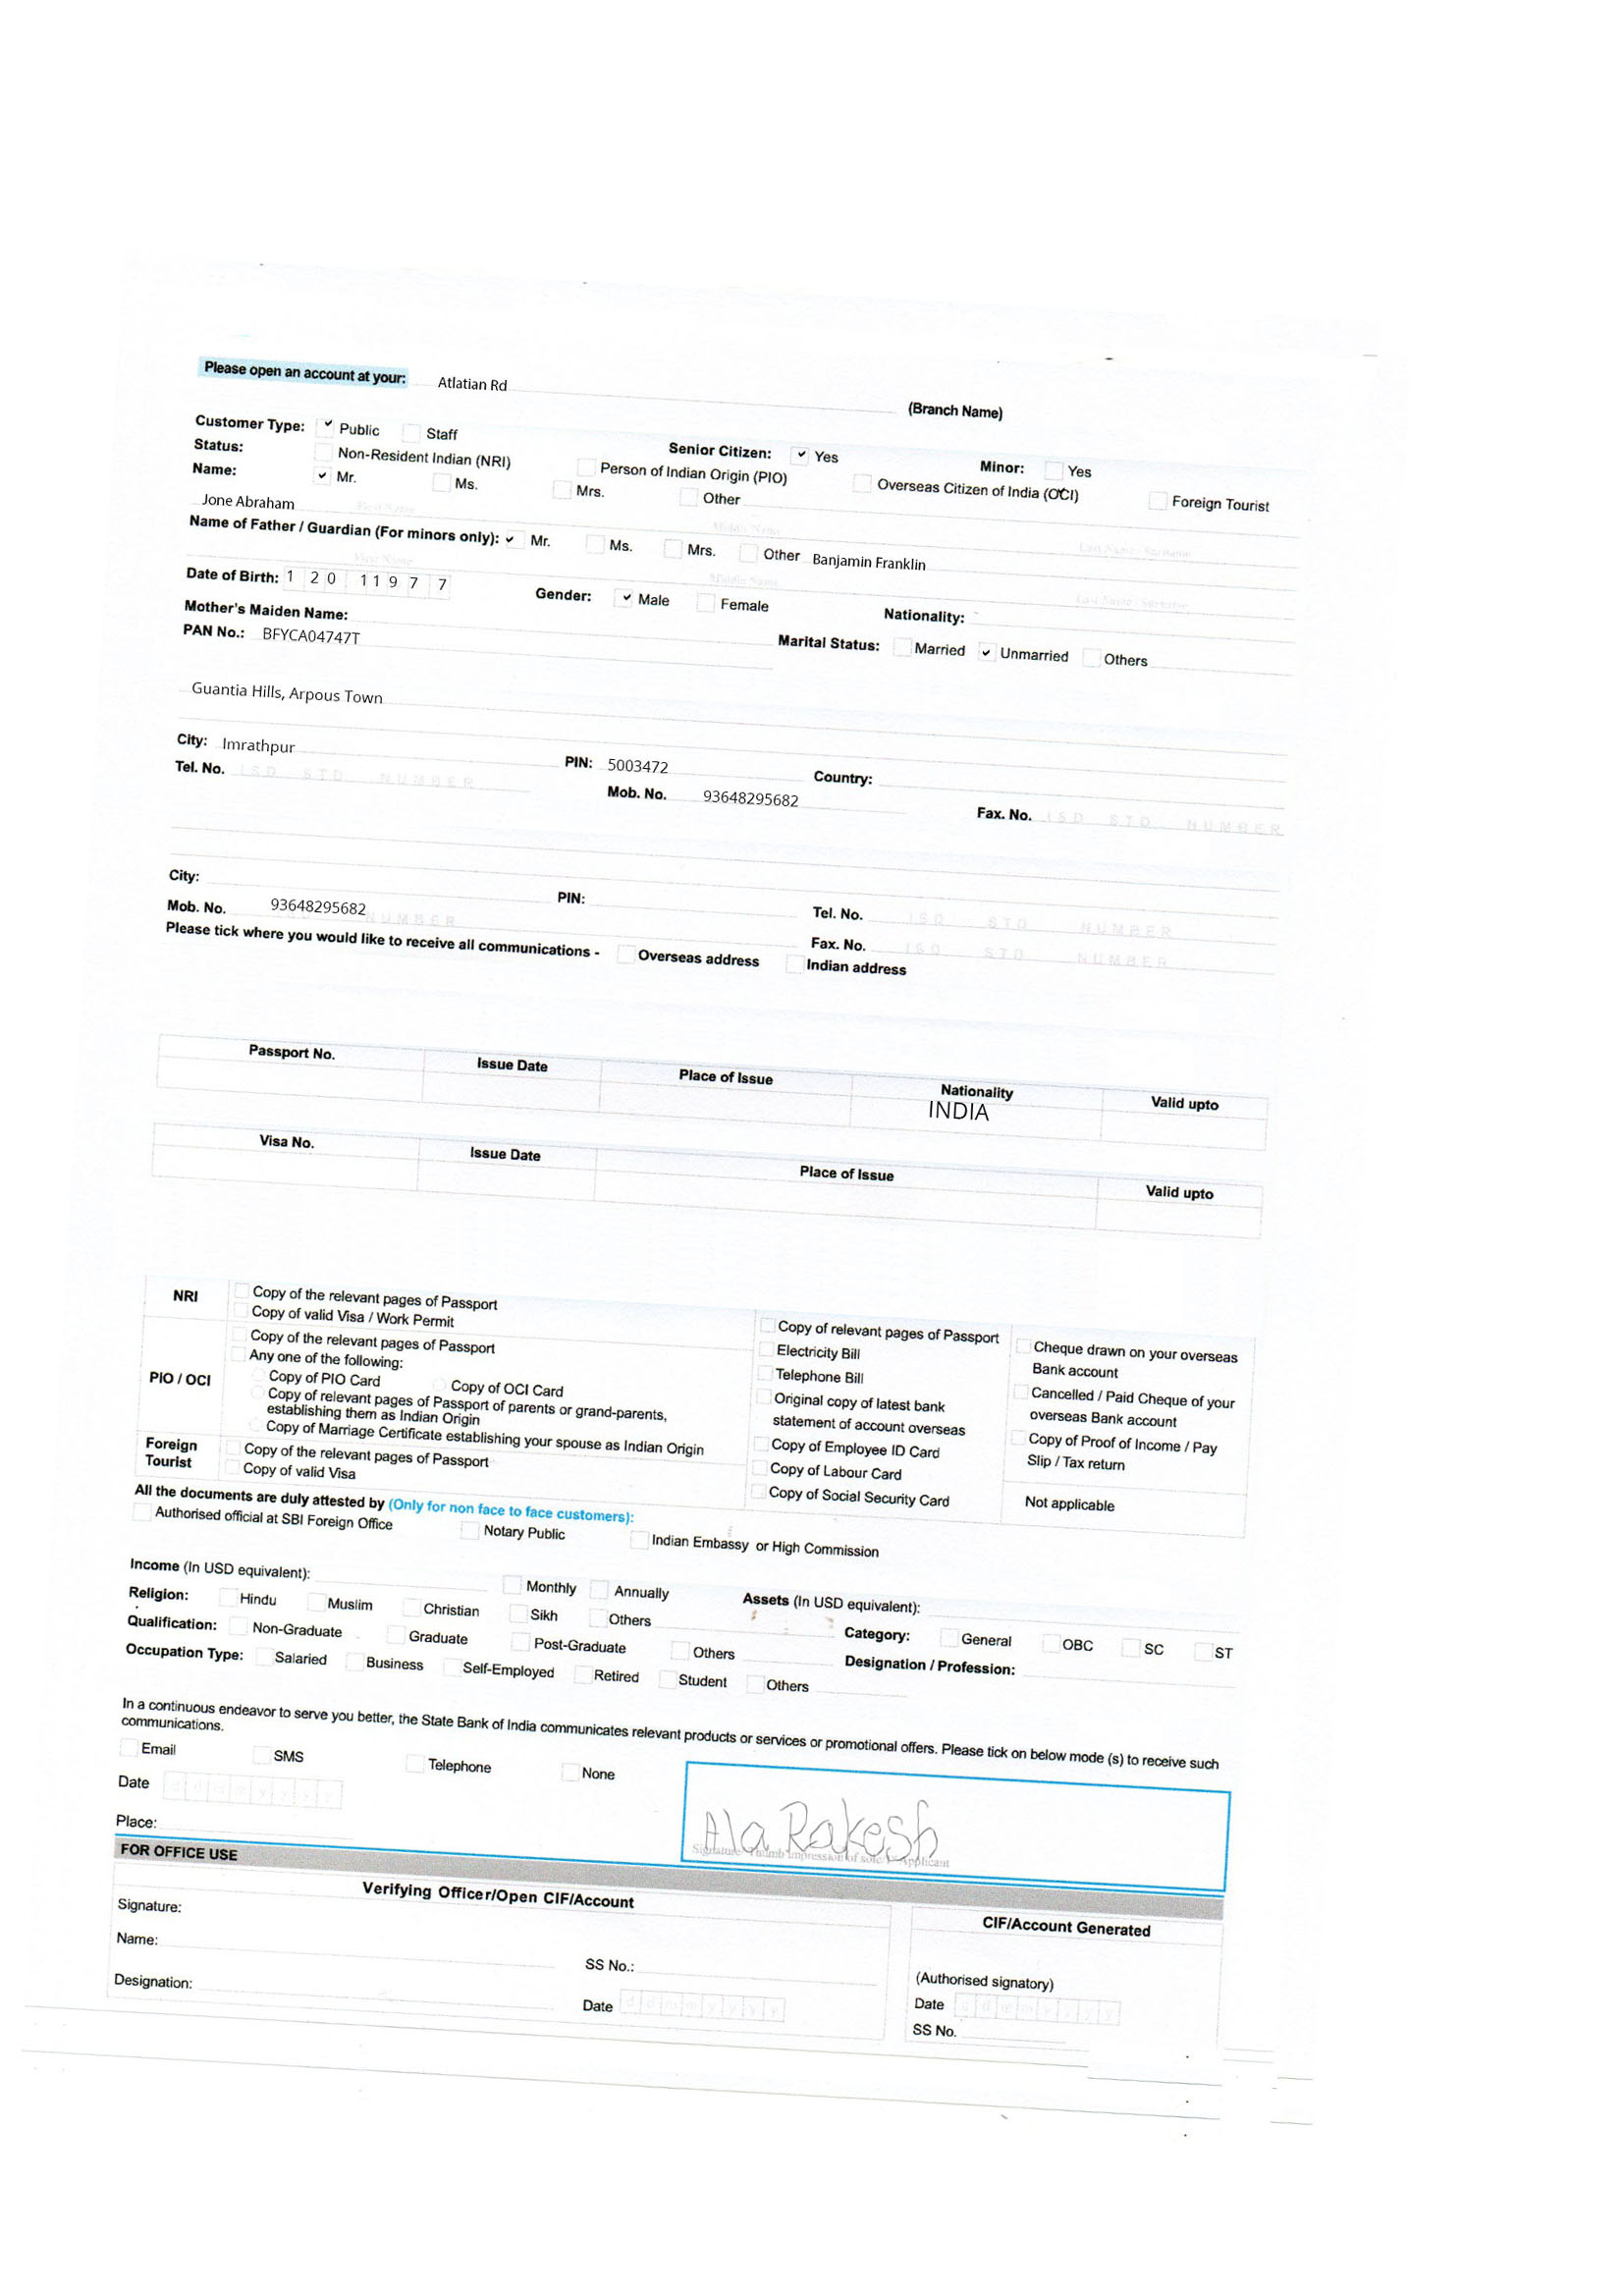 Please open an account at your: Atlatian Rd (Branch Name)
Customer Type: Public Staff Senior Citizen: Yes Minor: Yes
Status: Non-Resident Indian (NRI) Person of Indian Origin (PIO) Overseas Citizen of India (OCI) Foreign Tourist
Name: Mr. Ms. Mrs. Other
Jone Abraham
First Name Middle Name Last Name / Surname
Name of Father / Guardian (For minors only): Mr. Ms. Mrs. Other Banjamin Franklin
First Name Middle Name Last Name / Surname
Date of Birth: 1 2 0 1 1 9 7 7 Gender: Male Female Nationality:
Mother's Maiden Name: Marital Status: Married Unmarried Others
PAN No.: BFYCA04747T
Guantia Hills, Arpous Town
City: Imrathpur PIN: 5003472 Country:
Tel. No. ISD STD NUMBER Mob. No. 93648295682 Fax. No. ISD STD NUMBER
City: PIN: Tel. No. ISD STD NUMBER
Mob. No. 93648295682 NUMBER Fax. No. ISD STD NUMBER
Please tick where you would like to receive all communications - Overseas address Indian address
Passport No. Issue Date Place of Issue Nationality Valid upto
INDIA
Visa No. Issue Date Place of Issue Valid upto
NRI Copy of the relevant pages of Passport
Copy of valid Visa / Work Permit
PIO / OCI Copy of the relevant pages of Passport
Any one of the following:
Copy of PIO Card Copy of OCI Card
Copy of relevant pages of Passport of parents or grand-parents,
establishing them as Indian Origin
Copy of Marriage Certificate establishing your spouse as Indian Origin
Foreign Tourist Copy of the relevant pages of Passport
Copy of valid Visa
Copy of relevant pages of Passport
Electricity Bill
Telephone Bill
Original copy of latest bank
statement of account overseas
Copy of Employee ID Card
Copy of Labour Card
Copy of Social Security Card
Cheque drawn on your overseas
Bank account
Cancelled / Paid Cheque of your
overseas Bank account
Copy of Proof of Income / Pay
Slip / Tax return
Not applicable
All the documents are duly attested by (Only for non face to face customers):
Authorised official at SBI Foreign Office Notary Public Indian Embassy or High Commission
Income (In USD equivalent): Monthly Annually Assets (In USD equivalent):
Religion: Hindu Muslim Christian Sikh Others Category: General OBC SC ST
Qualification: Non-Graduate Graduate Post-Graduate Others Designation / Profession:
Occupation Type: Salaried Business Self-Employed Retired Student Others
In a continuous endeavor to serve you better, the State Bank of India communicates relevant products or services or promotional offers. Please tick on below mode (s) to receive such
communications.
Email SMS Telephone None
Date d d m m y y y y
Place:
Ala Rakesh
FOR OFFICE USE
Verifying Officer/Open CIF/Account
Signature:
Name: SS No.:
Designation: Date d d m m y y y y
CIF/Account Generated
(Authorised signatory)
Date d d m m y y y y
SS No.